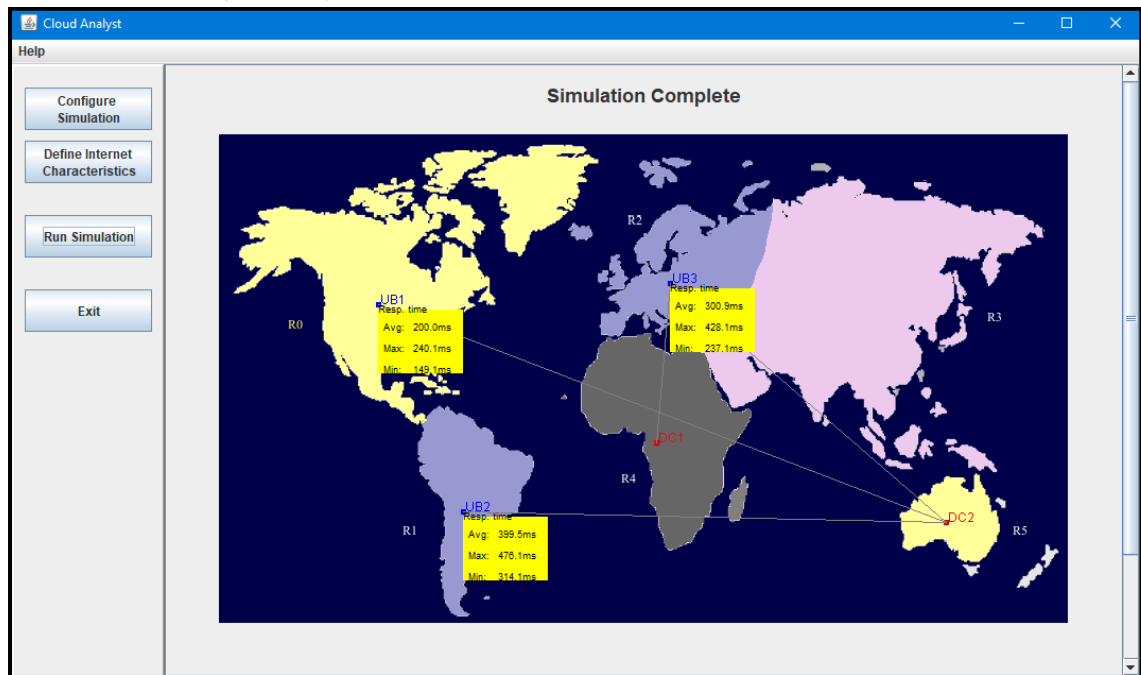 Cloud Analyst
Help
Configure
Simulation
Define Internet
Characteristics
Run Simulation
Exit
Simulation Complete
R2
UB3
Resp. time
Avg: 300.9ms
Max: 428.1ms
Min: 237.1ms
UB1
Resp. time
Avg: 200.0ms
Max: 240.1ms
Min: 149.1ms
R0
R3
DC1
R4
UB2
Resp. time
Avg: 399.5ms
Max: 476.1ms
Min: 314.1ms
R1
DC2
R5